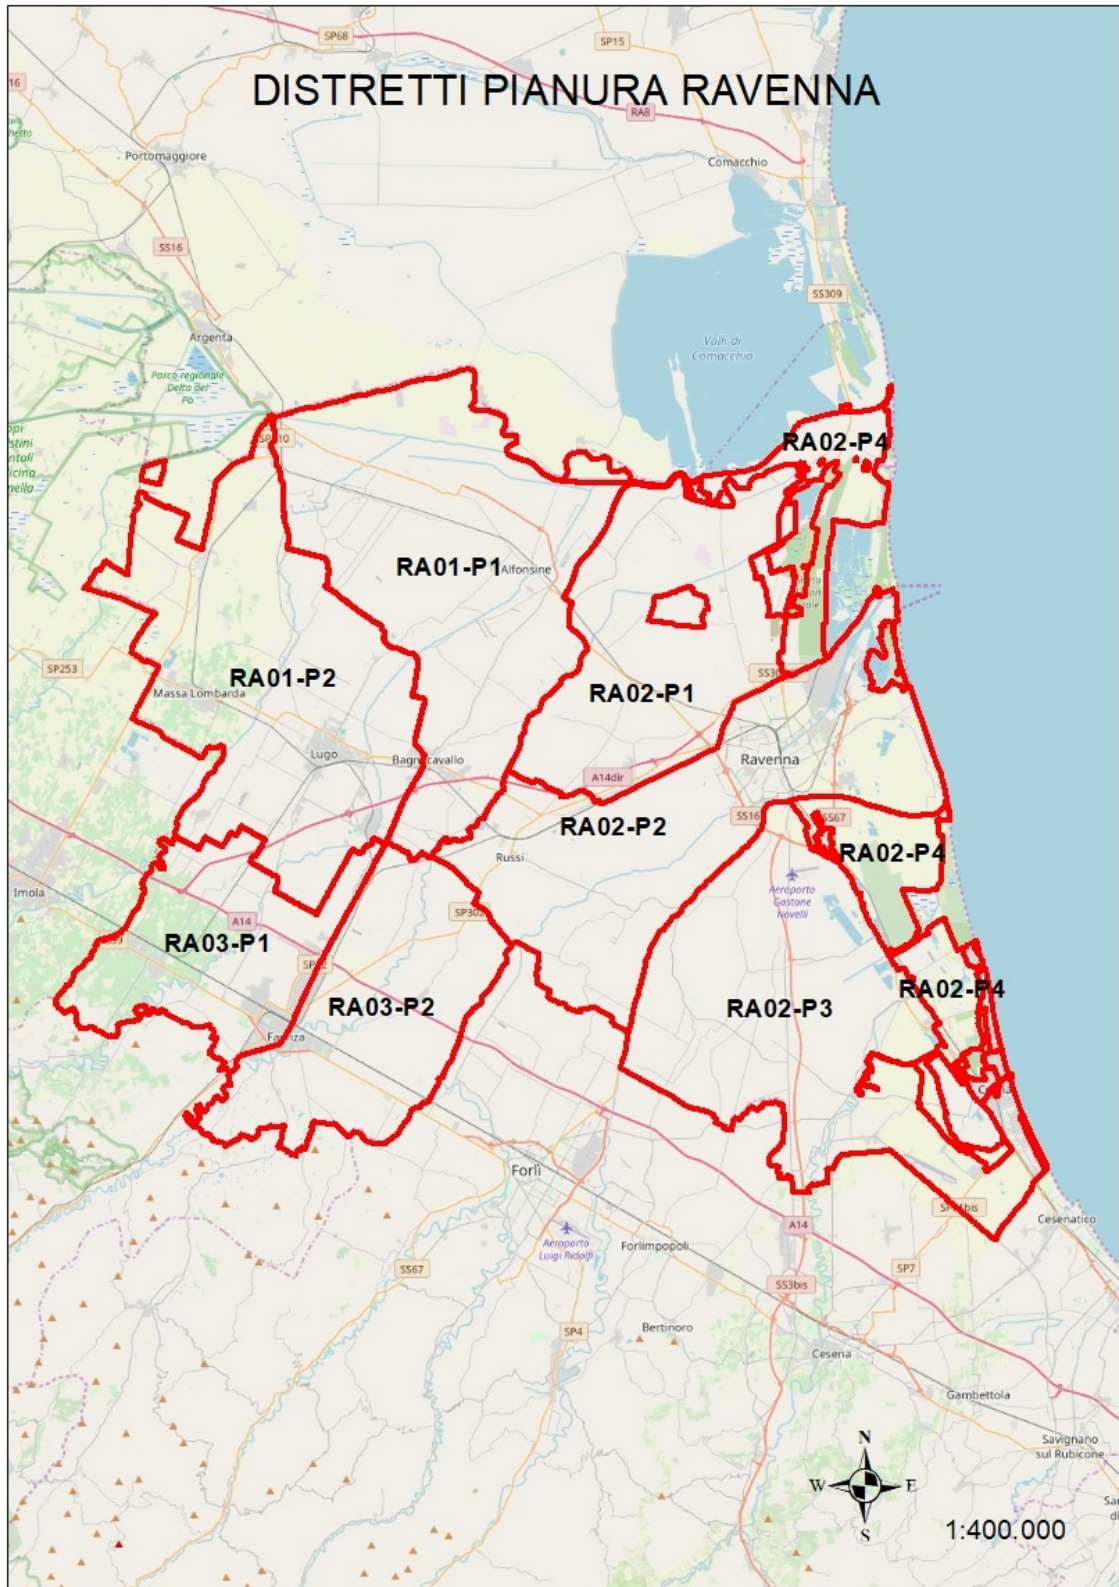 SP68
SP15
DISTRETTI PIANURA RAVENNA
RA8
Portomaggiore
Comacchio
SS16
SS309
Argenta
Valli di
Comacchio
Parco regionale
Delta del
Po
RA02-P4
RA01-P1
Alfonsine
SP253
RA01-P2
Massa Lombarda
RA02-P1
Lugo
Bagnacavallo
Ravenna
A14dir
SS16
SS67
RA02-P2
RA02-P4
Russi
Imola
Aeroporto
Gastone
Novelli
SP302
A14
RA03-P1
RA02-P4
RA03-P2
RA02-P3
Faenza
Forlì
Cesenatico
A14
Aeroporto
Luigi Ridolfi
Forlimpopoli
SS67
SP7
SS3bis
Bertinoro
SP4
Cesena
Gambettola
Savignano
sul Rubicone
N
W
E
S
1:400.000